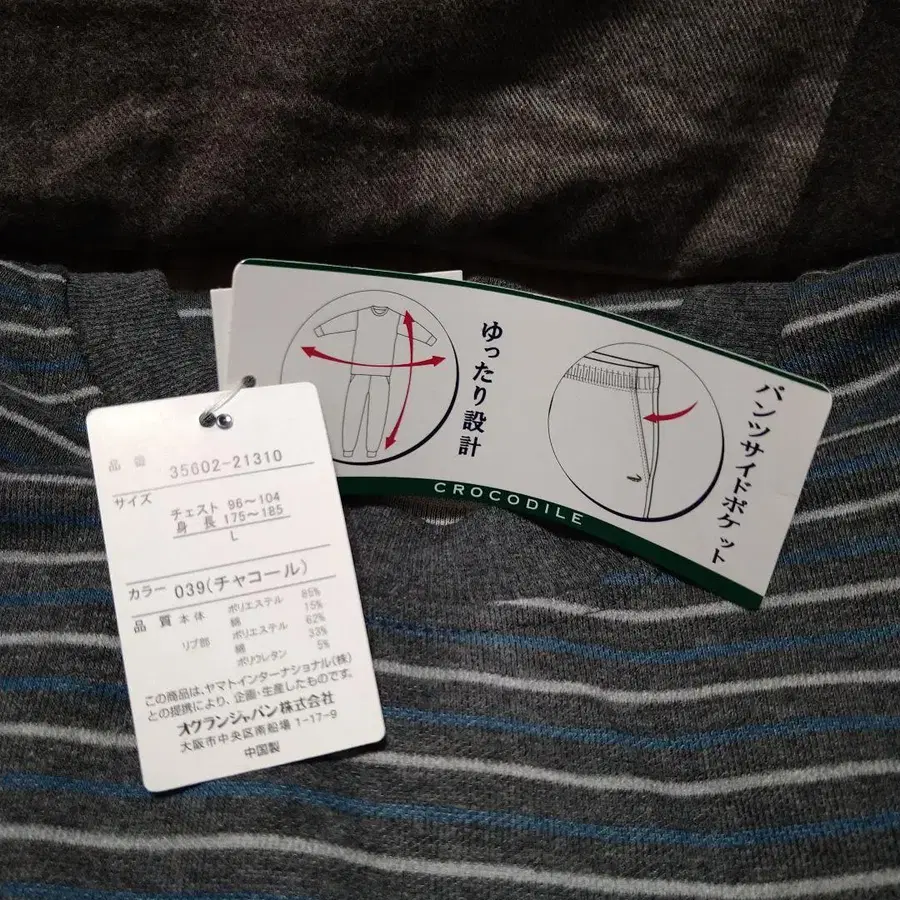 ゆったり設計
パンツサイドポケット
CROCODILE
品番 35602-21310
サイズ
チェスト 96～104
身長 175～185
L
カラー 039(チャコール)
品質 本体 ポリエステル 85%
綿 15%
リブ部 ポリエステル 62%
綿 33%
ポリウレタン 5%
この商品は、ヤマトインターナショナル(株)
との提携により、企画・生産したものです。
オグランジャパン株式会社
大阪市中央区南船場1-17-9
中国製